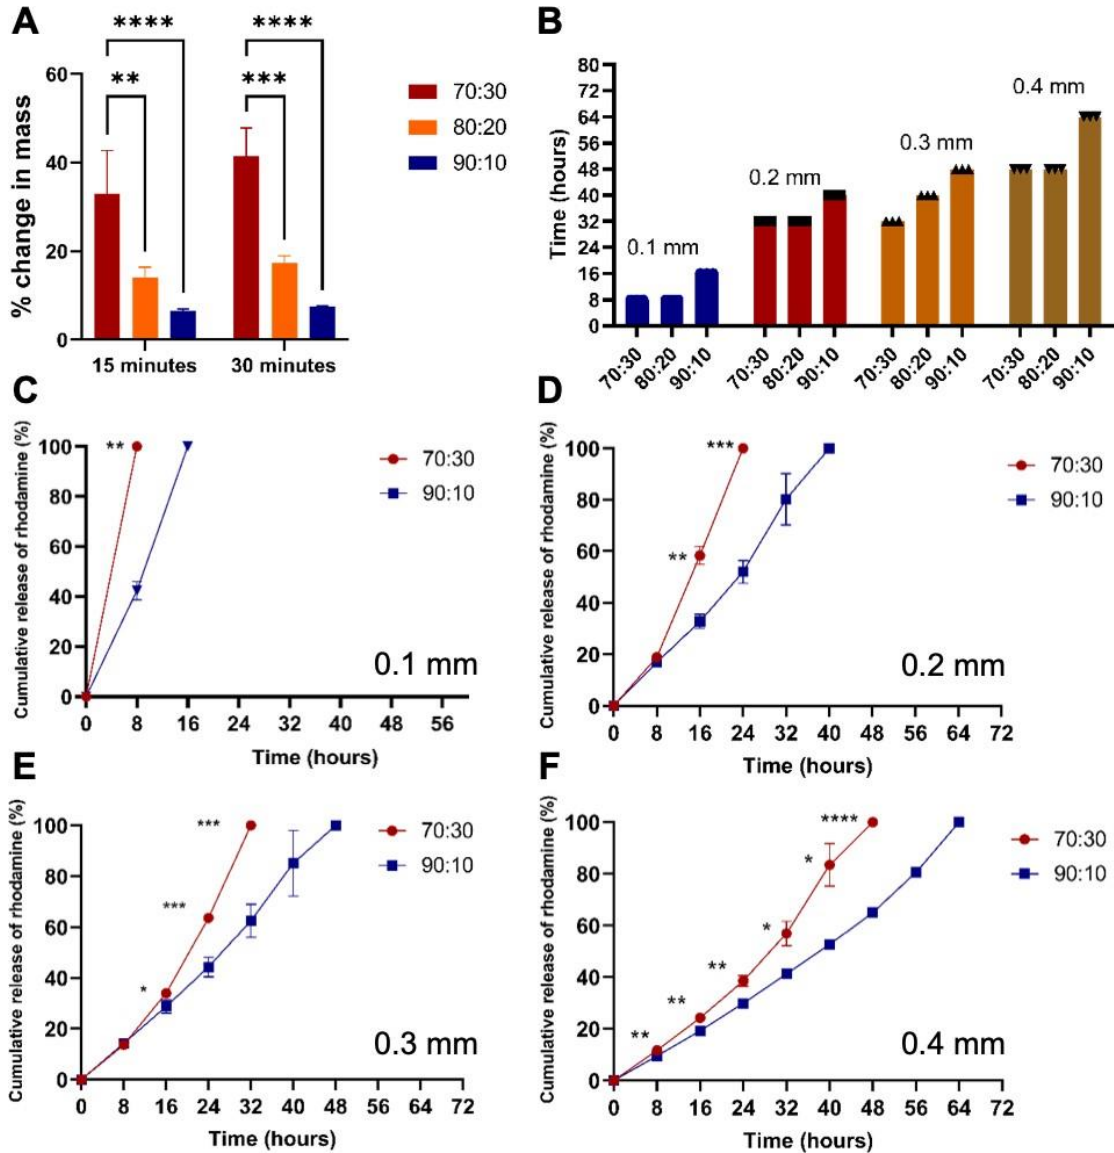 A
****
****
**
***
% change in mass
60
40
20
0
15 minutes
30 minutes
70:30
80:20
90:10
B
Time (hours)
80
72
64
56
48
40
32
24
16
8
0
0.1 mm
0.2 mm
0.3 mm
0.4 mm
70:30
80:20
90:10
70:30
80:20
90:10
70:30
80:20
90:10
70:30
80:20
90:10
C
Cumulative release of rhodamine (%)
100
80
60
40
20
0
**
70:30
90:10
0.1 mm
0 8 16 24 32 40 48 56
Time (hours)
D
Cumulative release of rhodamine (%)
100
80
60
40
20
0
***
**
70:30
90:10
0.2 mm
0 8 16 24 32 40 48 56 64 72
Time (hours)
E
Cumulative release of rhodamine (%)
100
80
60
40
20
0
***
***
*
70:30
90:10
0.3 mm
0 8 16 24 32 40 48 56 64 72
Time (hours)
F
Cumulative release of rhodamine (%)
100
80
60
40
20
0
****
*
*
**
**
**
70:30
90:10
0.4 mm
0 8 16 24 32 40 48 56 64 72
Time (hours)